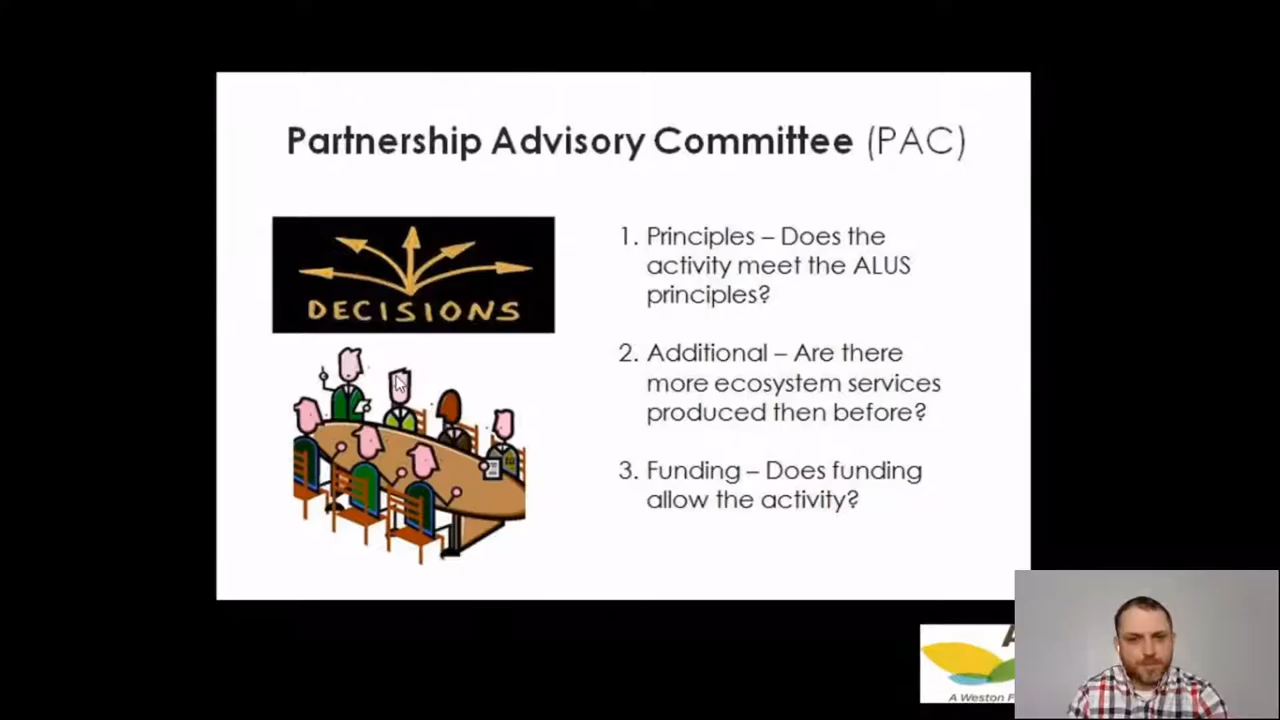 Partnership Advisory Committee (PAC)
DECISIONS
1. Principles – Does the
activity meet the ALUS
principles?
2. Additional – Are there
more ecosystem services
produced then before?
3. Funding – Does funding
allow the activity?
A Weston